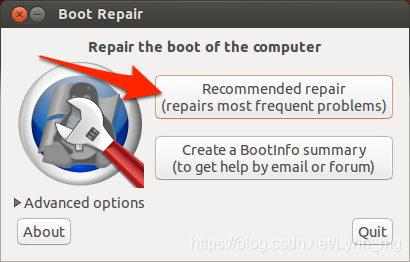 Boot Repair
Repair the boot of the computer
Recommended repair
(repairs most frequent problems)
Create a BootInfo summary
(to get help by email or forum)
Advanced options
About
Quit
https://blog.csdn.net/Lynn_mg